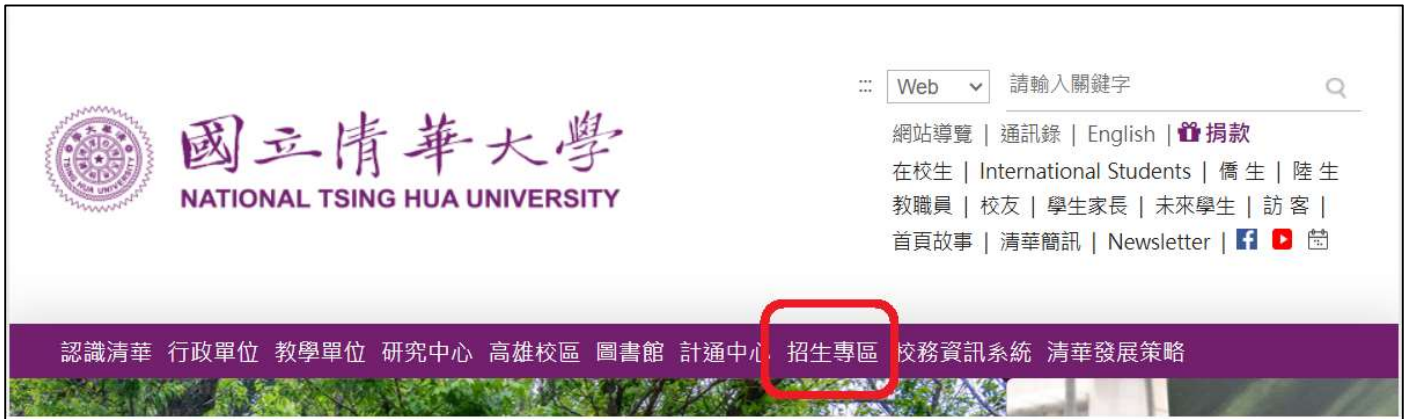 ::: Web 請輸入關鍵字
網站導覽 | 通訊錄 | English | 捐款
在校生 | International Students | 僑 生 | 陸 生
教職員 | 校友 | 學生家長 | 未來學生 | 訪 客 |
首頁故事 | 清華簡訊 | Newsletter |
國立清華大學
NATIONAL TSING HUA UNIVERSITY
認識清華 行政單位 教學單位 研究中心 高雄校區 圖書館 計通中心 招生專區 校務資訊系統 清華發展策略